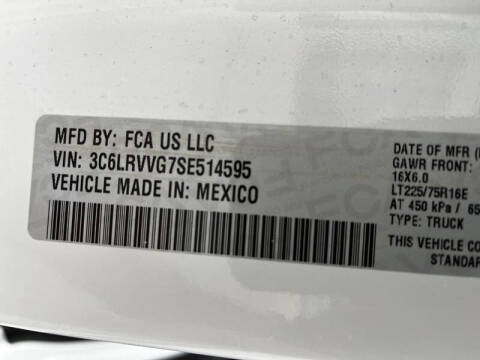 MFD BY: FCA US LLC
VIN: 3C6LRVVG7SE514595
VEHICLE MADE IN: MEXICO
DATE OF MFR
GAWR FRONT:
16X6.0
LT225/75R16E
AT 450 kPa / 65
TYPE: TRUCK
THIS VEHICLE CO
STANDAR